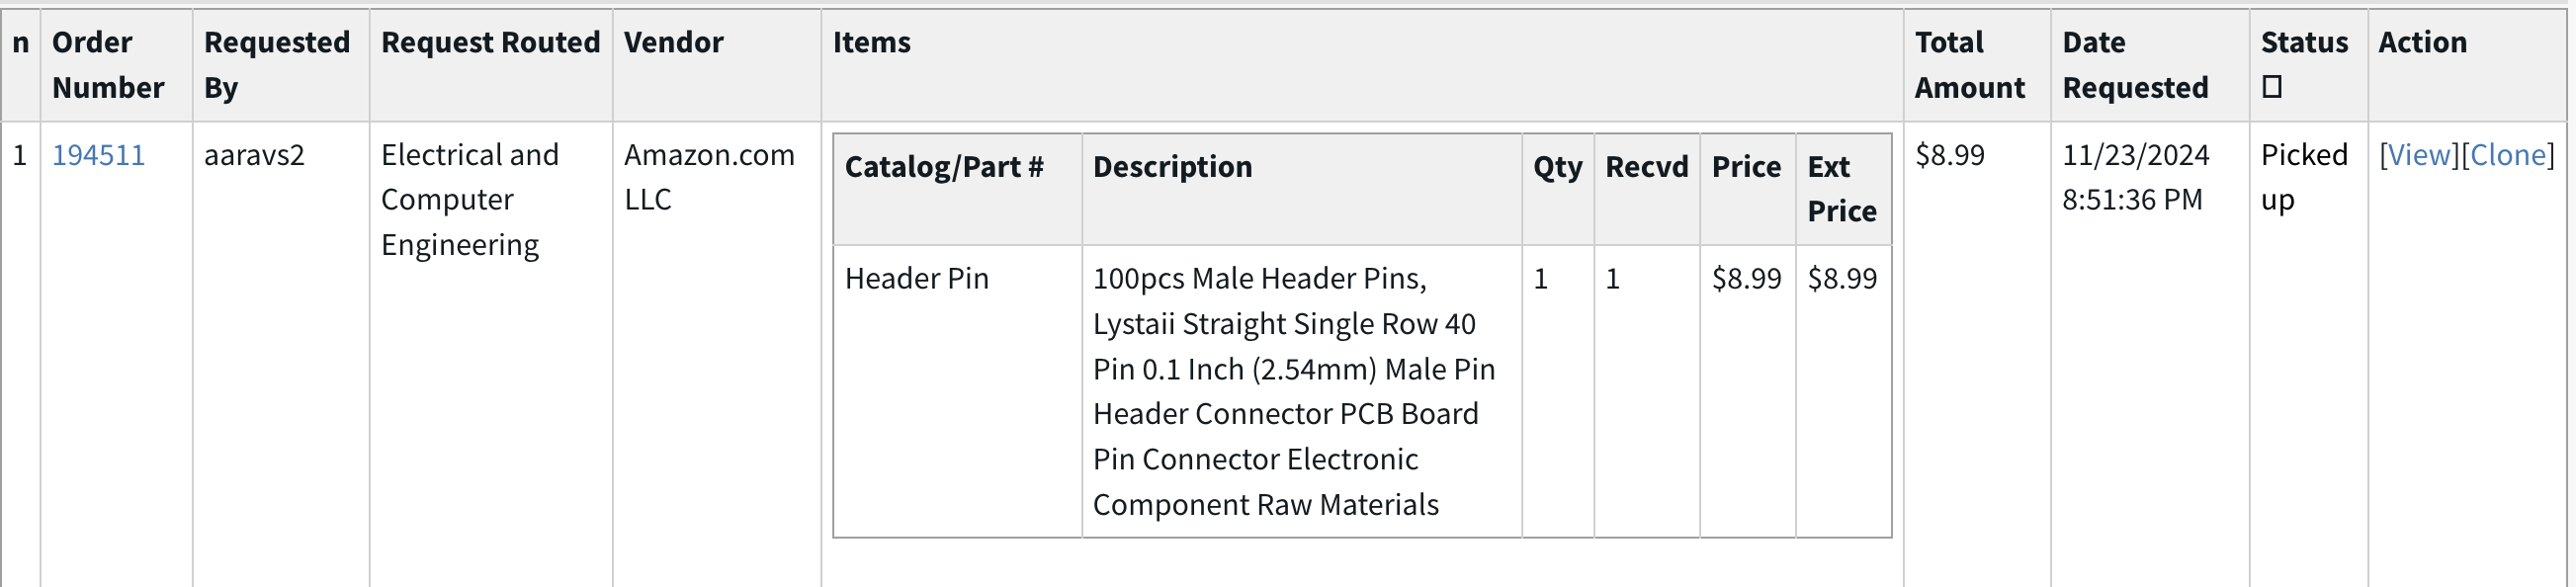 n Order Number Requested By Request Routed Vendor Items Total Amount Date Requested Status Action
1 194511 aaravs2 Electrical and Computer Engineering Amazon.com LLC
Catalog/Part # Description Qty Recvd Price Ext Price
Header Pin 100pcs Male Header Pins, 1 1 $8.99 $8.99
Lystaii Straight Single Row 40
Pin 0.1 Inch (2.54mm) Male Pin
Header Connector PCB Board
Pin Connector Electronic
Component Raw Materials
$8.99 11/23/2024 8:51:36 PM Picked up [View][Clone]